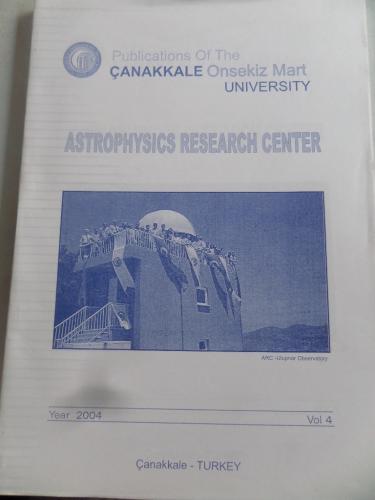 Publications Of The
ÇANAKKALE Onsekiz Mart
UNIVERSITY
ASTROPHYSICS RESEARCH CENTER
ARC -Ulupınar Observatory
Year 2004
Vol 4
Çanakkale - TURKEY